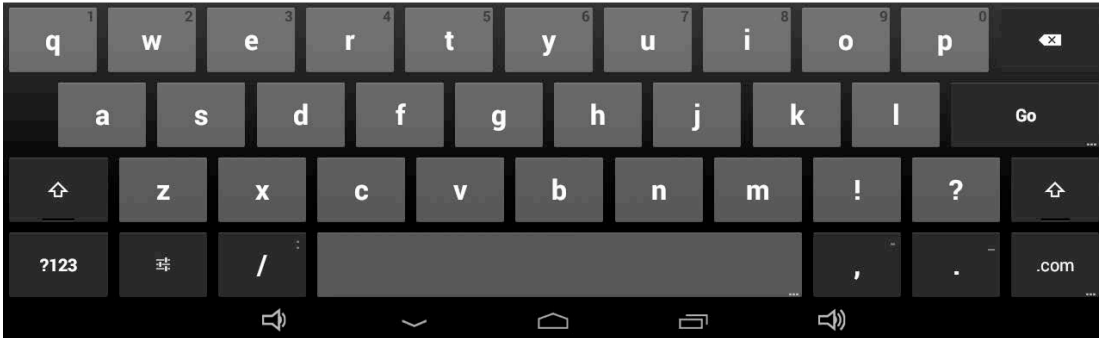 1 2 3 4 5 6 7 8 9 0
q w e r t y u i o p
a s d f g h j k l Go
z x c v b n m ! ?
: - _
?123 / , . .com